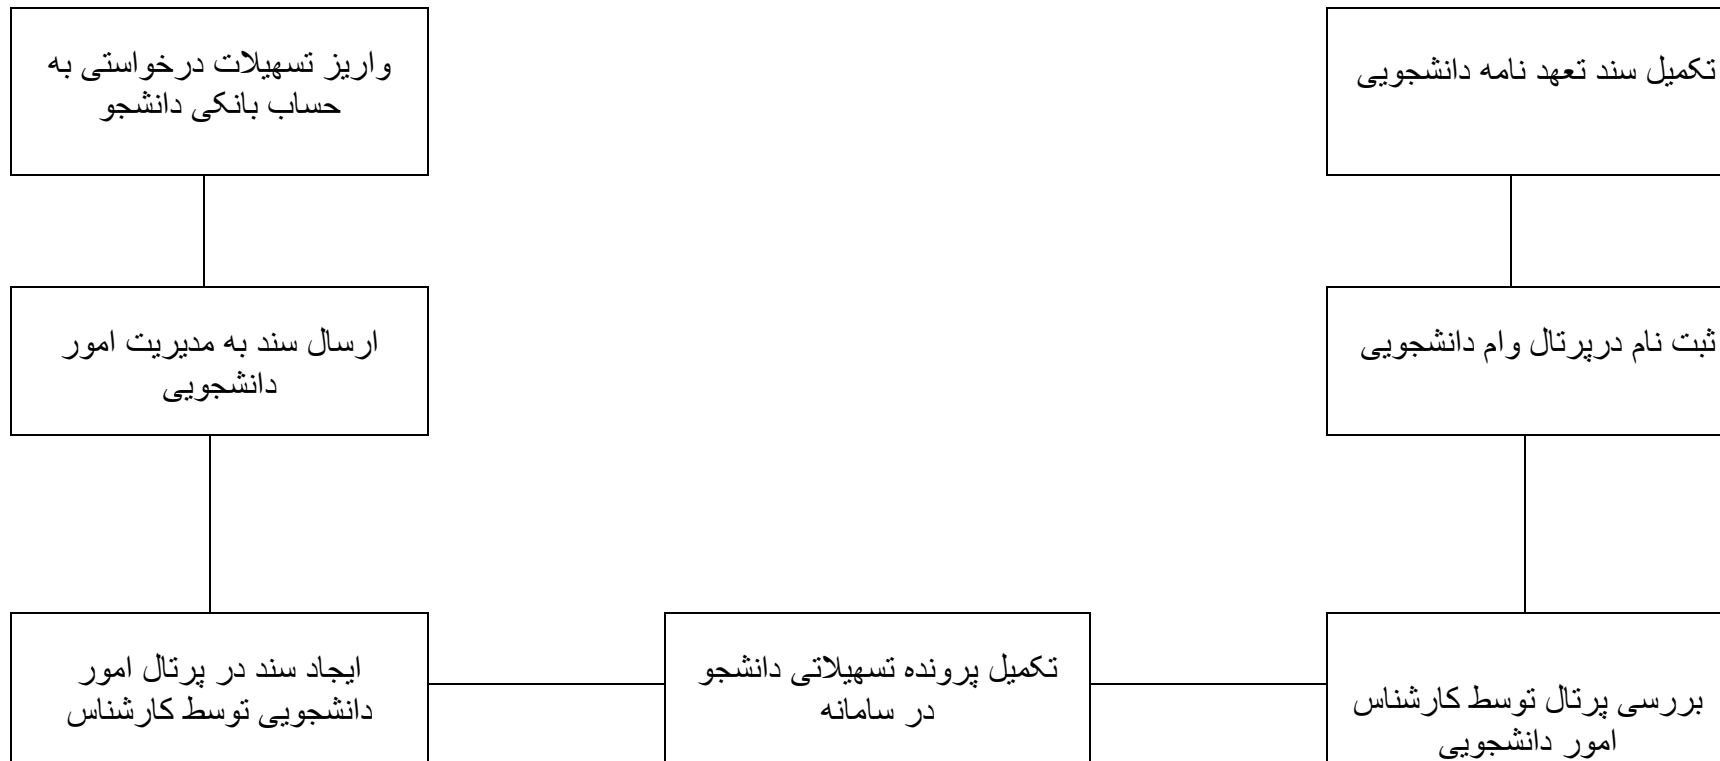 تکمیل سند تعهد نامه دانشجویی
ثبت نام درپرتال وام دانشجویی
بررسی پرتال توسط کارشناس
امور دانشجویی
تکمیل پرونده تسهیلاتی دانشجو
در سامانه
ایجاد سند در پرتال امور
دانشجویی توسط کارشناس
ارسال سند به مدیریت امور
دانشجویی
واریز تسهیلات درخواستی به
حساب بانکی دانشجو